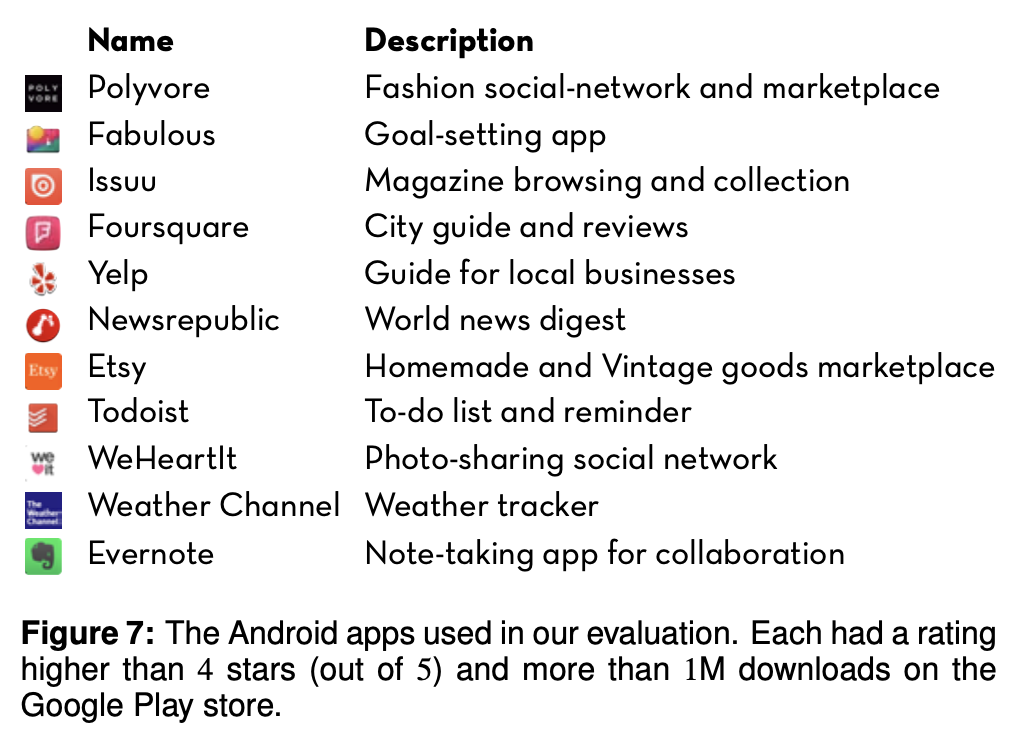 Name Description
POLY VORE Polyvore Fashion social-network and marketplace
Fabulous Goal-setting app
Issuu Magazine browsing and collection
Foursquare City guide and reviews
Yelp Guide for local businesses
Newsrepublic World news digest
Etsy Etsy Homemade and Vintage goods marketplace
Todoist To-do list and reminder
we it WeHeartIt Photo-sharing social network
The Weather Channel Weather Channel Weather tracker
Evernote Note-taking app for collaboration
Figure 7: The Android apps used in our evaluation. Each had a rating
higher than 4 stars (out of 5) and more than 1M downloads on the
Google Play store.